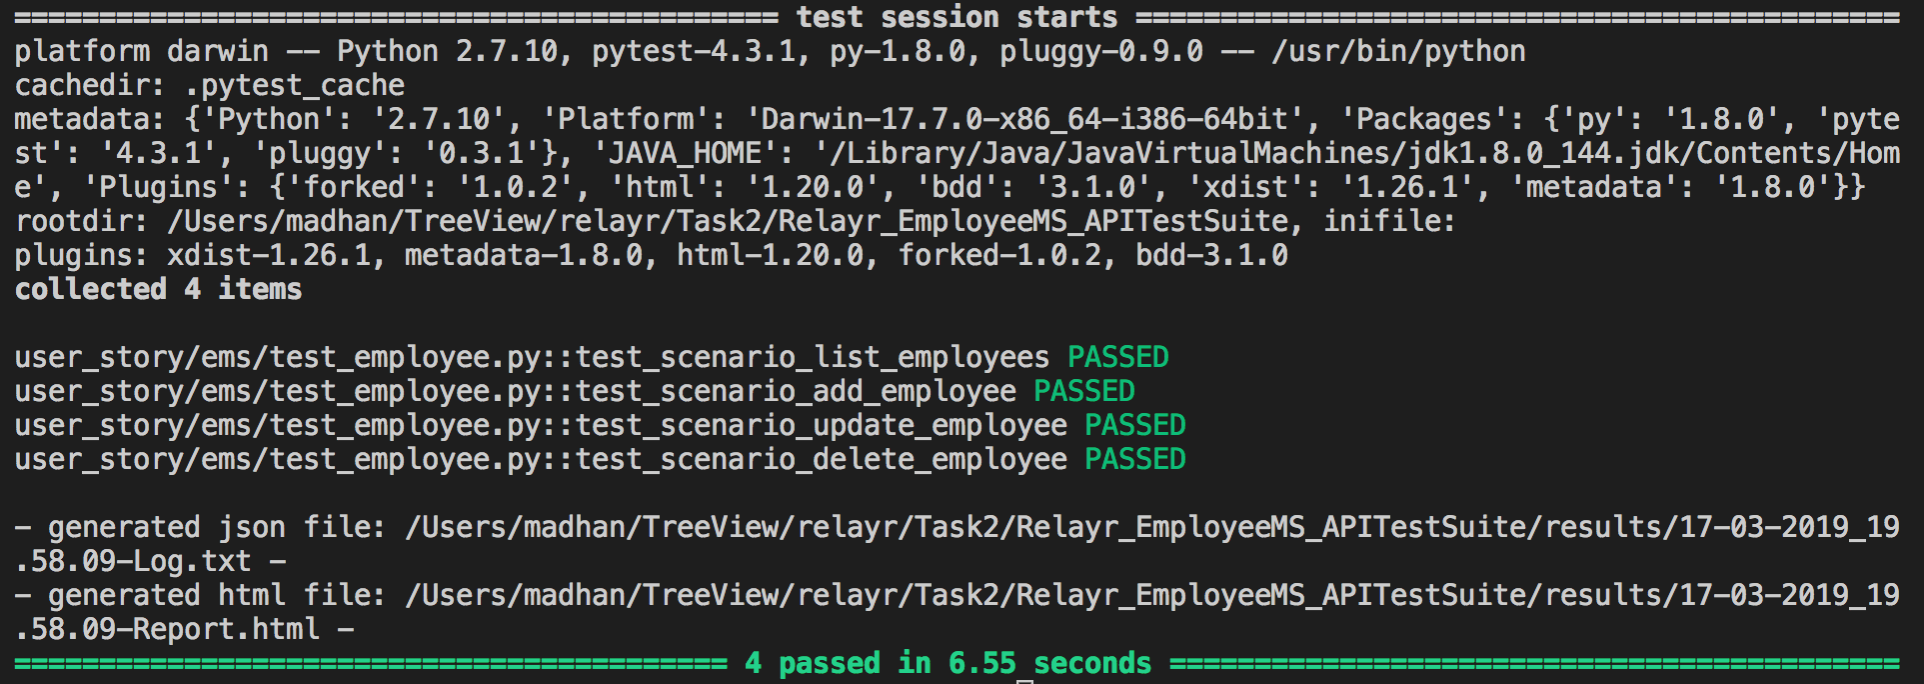 ============================================= test session starts =============================================
platform darwin -- Python 2.7.10, pytest-4.3.1, py-1.8.0, pluggy-0.9.0 -- /usr/bin/python
cachedir: .pytest_cache
metadata: {'Python': '2.7.10', 'Platform': 'Darwin-17.7.0-x86_64-i386-64bit', 'Packages': {'py': '1.8.0', 'pyte
st': '4.3.1', 'pluggy': '0.3.1'}, 'JAVA_HOME': '/Library/Java/JavaVirtualMachines/jdk1.8.0_144.jdk/Contents/Hom
e', 'Plugins': {'forked': '1.0.2', 'html': '1.20.0', 'bdd': '3.1.0', 'xdist': '1.26.1', 'metadata': '1.8.0'}}
rootdir: /Users/madhan/TreeView/relayr/Task2/Relayr_EmployeeMS_APITestSuite, inifile:
plugins: xdist-1.26.1, metadata-1.8.0, html-1.20.0, forked-1.0.2, bdd-3.1.0
collected 4 items
user_story/ems/test_employee.py::test_scenario_list_employees PASSED
user_story/ems/test_employee.py::test_scenario_add_employee PASSED
user_story/ems/test_employee.py::test_scenario_update_employee PASSED
user_story/ems/test_employee.py::test_scenario_delete_employee PASSED
- generated json file: /Users/madhan/TreeView/relayr/Task2/Relayr_EmployeeMS_APITestSuite/results/17-03-2019_19
.58.09-Log.txt -
- generated html file: /Users/madhan/TreeView/relayr/Task2/Relayr_EmployeeMS_APITestSuite/results/17-03-2019_19
.58.09-Report.html -
========================================== 4 passed in 6.55 seconds ===========================================